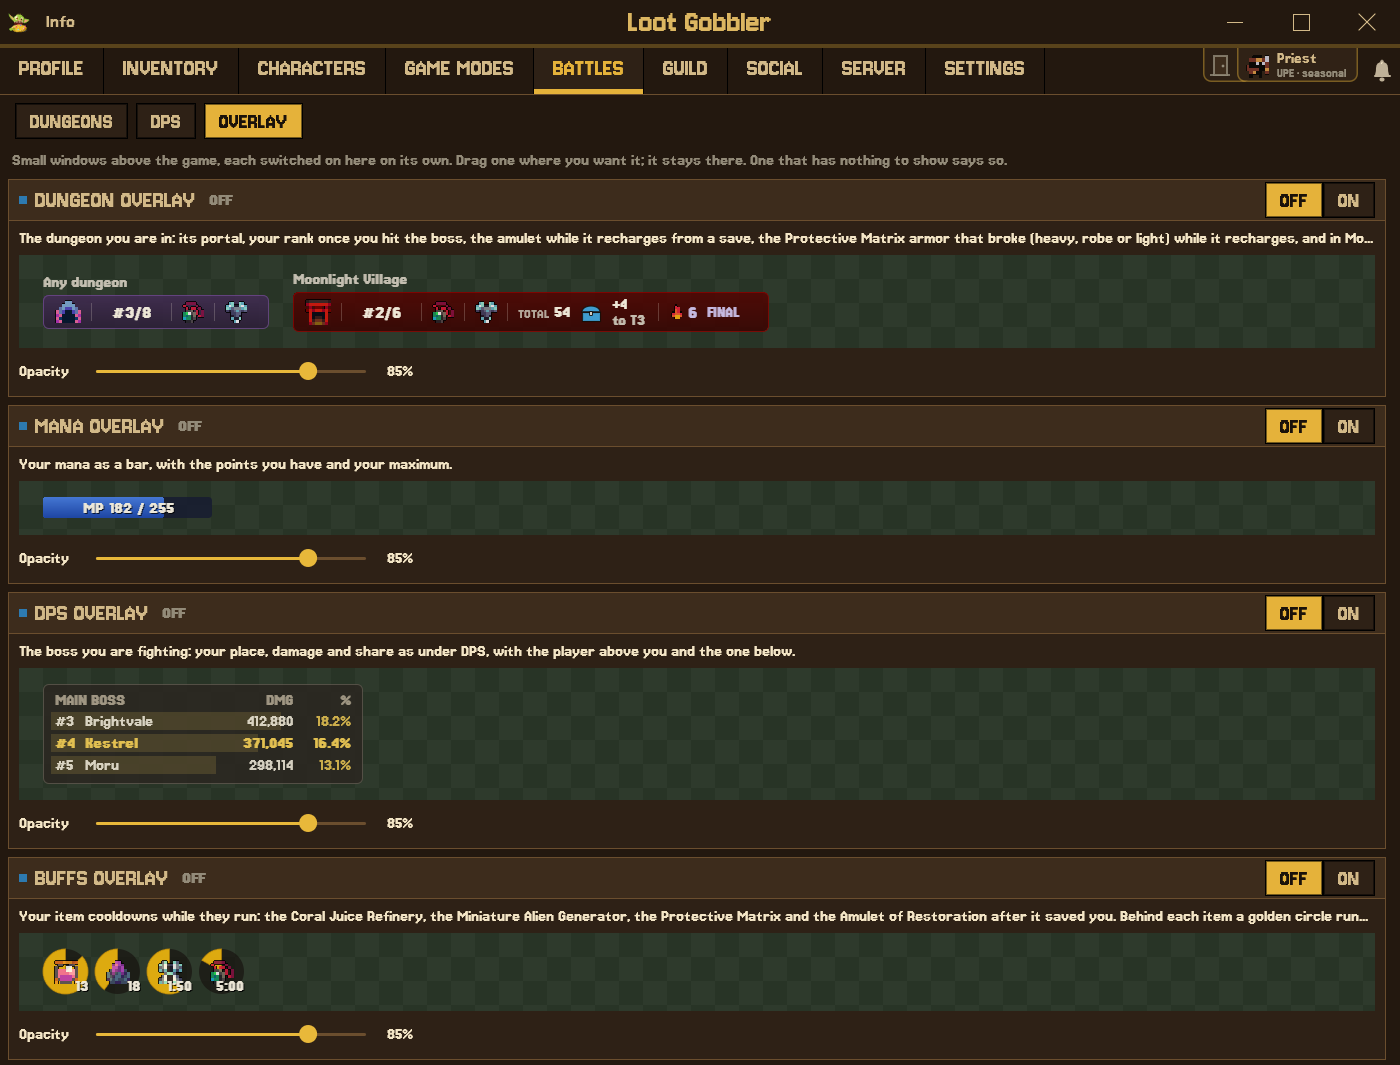 Info
Loot Gobbler
PROFILE INVENTORY CHARACTERS GAME MODES BATTLES GUILD SOCIAL SERVER SETTINGS
Priest
UPE · seasonal
DUNGEONS DPS OVERLAY
Small windows above the game, each switched on here on its own. Drag one where you want it; it stays there. One that has nothing to show says so.
DUNGEON OVERLAY OFF OFF ON
The dungeon you are in: its portal, your rank once you hit the boss, the amulet while it recharges from a save, the Protective Matrix armor that broke (heavy, robe or light) while it recharges, and in Mo...
Any dungeon
#3/8
Moonlight Village
#2/6 TOTAL 54 +4 to T3 6 FINAL
Opacity 85%
MANA OVERLAY OFF OFF ON
Your mana as a bar, with the points you have and your maximum.
MP 182 / 255
Opacity 85%
DPS OVERLAY OFF OFF ON
The boss you are fighting: your place, damage and share as under DPS, with the player above you and the one below.
MAIN BOSS DMG %
#3 Brightvale 412,880 18.2%
#4 Kestrel 371,045 16.4%
#5 Moru 298,114 13.1%
Opacity 85%
BUFFS OVERLAY OFF OFF ON
Your item cooldowns while they run: the Coral Juice Refinery, the Miniature Alien Generator, the Protective Matrix and the Amulet of Restoration after it saved you. Behind each item a golden circle run...
13 18 1:50 5:00
Opacity 85%